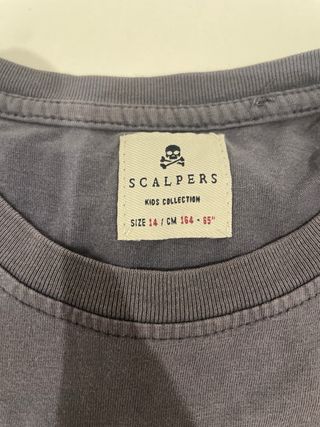 SCALPERS
KIDS COLLECTION
SIZE 14 / CM 164 - 65"